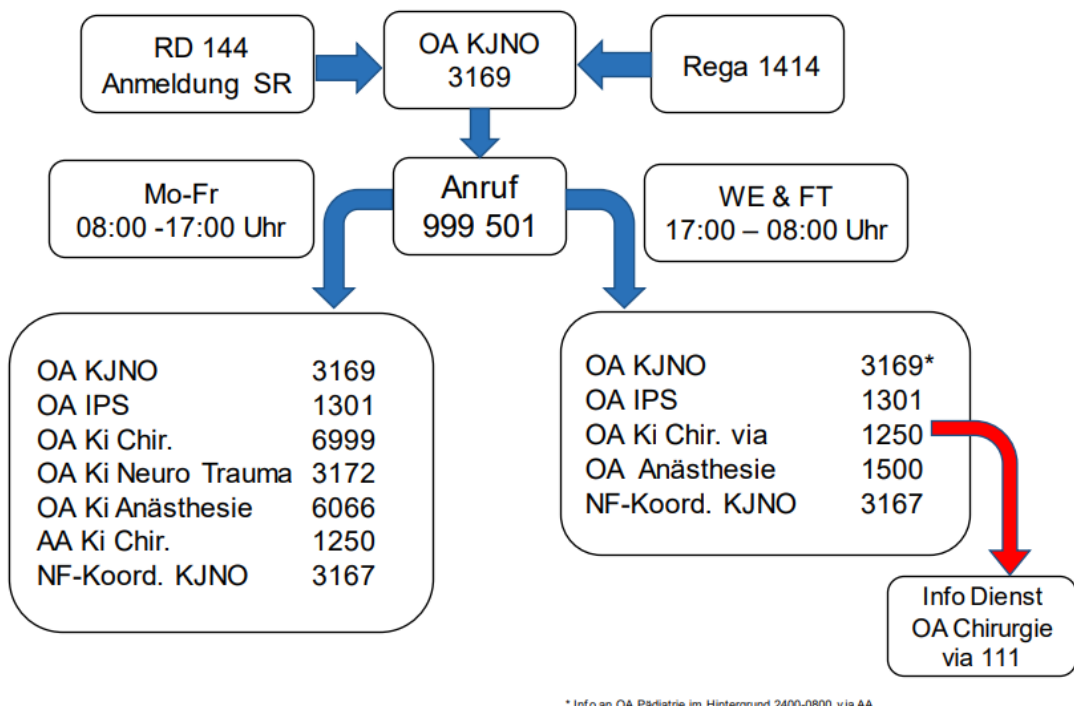 RD 144
Anmeldung SR
OA KJNO
3169
Rega 1414
Mo-Fr
08:00 -17:00 Uhr
Anruf
999 501
WE & FT
17:00 – 08:00 Uhr
OA KJNO 3169
OA IPS 1301
OA Ki Chir. 6999
OA Ki Neuro Trauma 3172
OA Ki Anästhesie 6066
AA Ki Chir. 1250
NF-Koord. KJNO 3167
OA KJNO 3169*
OA IPS 1301
OA Ki Chir. via 1250
OA Anästhesie 1500
NF-Koord. KJNO 3167
Info Dienst
OA Chirurgie
via 111
* Info an OA Pädiatrie im Hintergrund 2400-0800 via AA